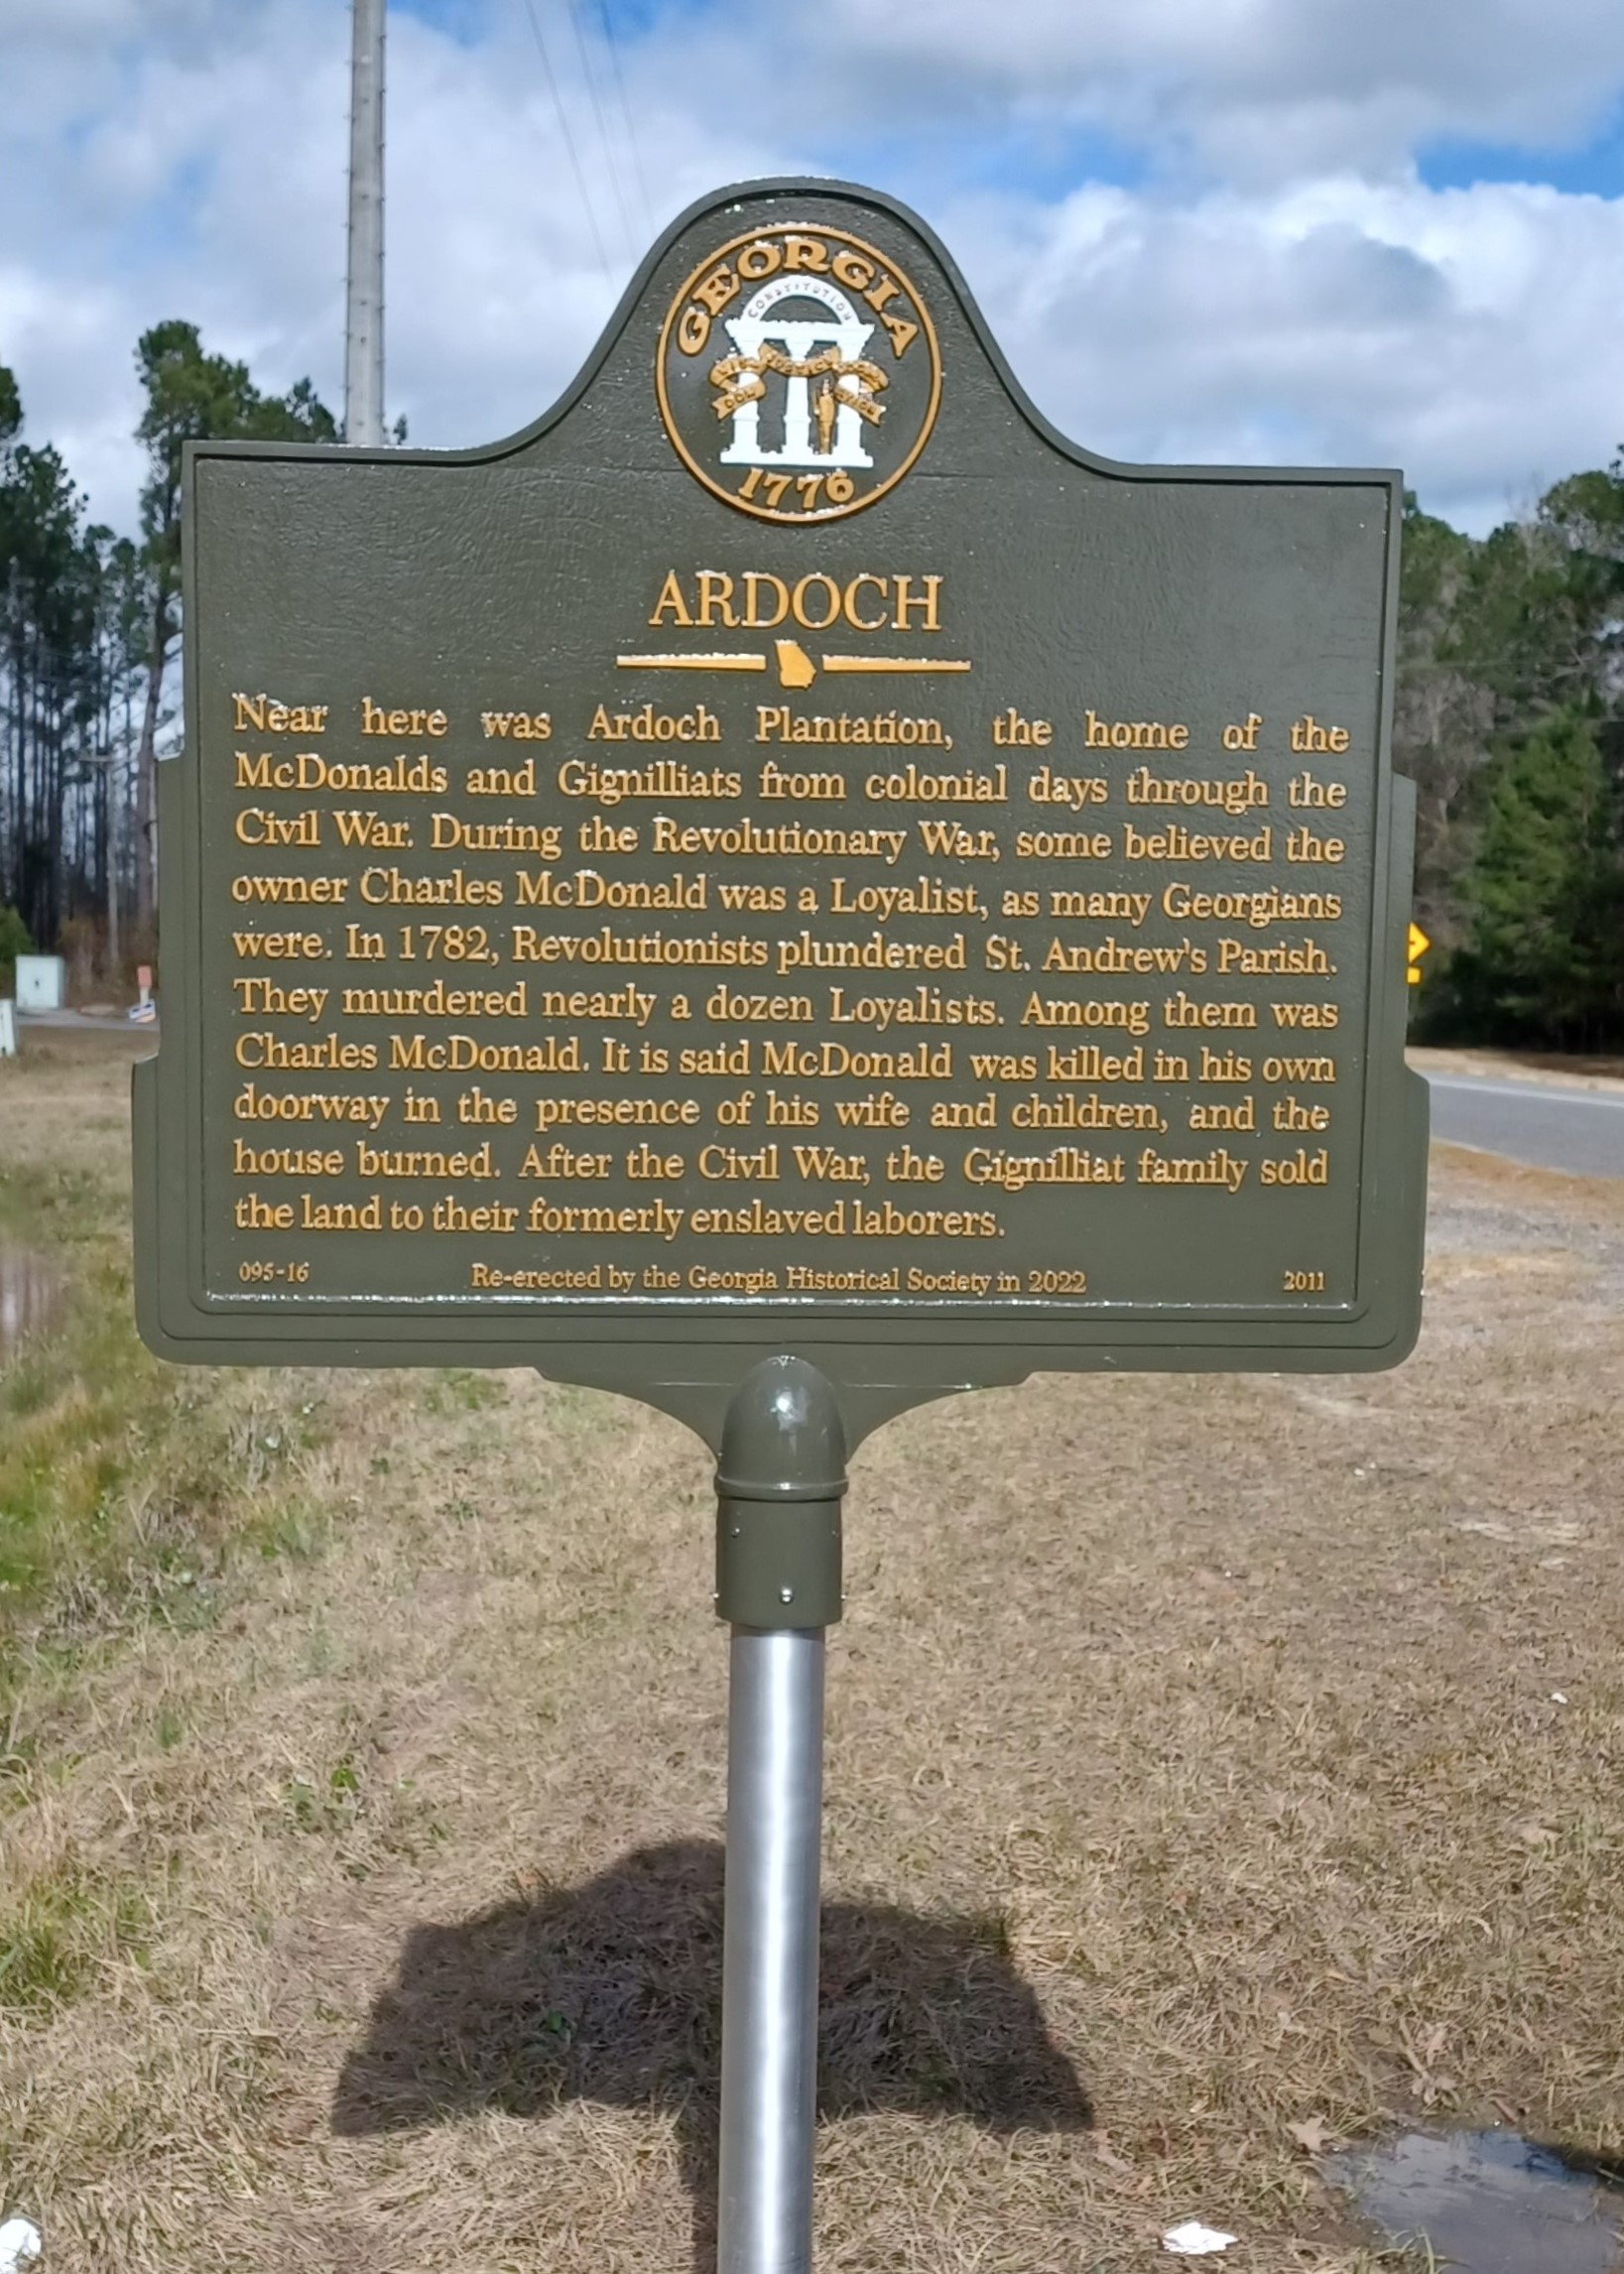 GEORGIA
CONSTITUTION
1776
ARDOCH
Near here was Ardoch Plantation, the home of the
McDonalds and Gignilliats from colonial days through the
Civil War. During the Revolutionary War, some believed the
owner Charles McDonald was a Loyalist, as many Georgians
were. In 1782, Revolutionists plundered St. Andrew's Parish.
They murdered nearly a dozen Loyalists. Among them was
Charles McDonald. It is said McDonald was killed in his own
doorway in the presence of his wife and children, and the
house burned. After the Civil War, the Gignilliat family sold
the land to their formerly enslaved laborers.
095-16 Re-erected by the Georgia Historical Society in 2022 2011